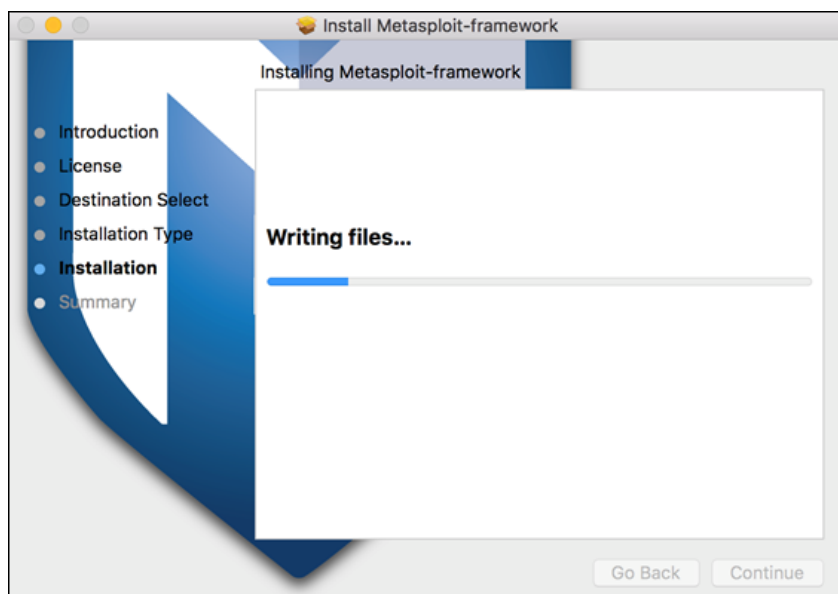 Install Metasploit-framework
Installing Metasploit-framework
Introduction
License
Destination Select
Installation Type
Installation
Summary
Writing files...
Go Back
Continue